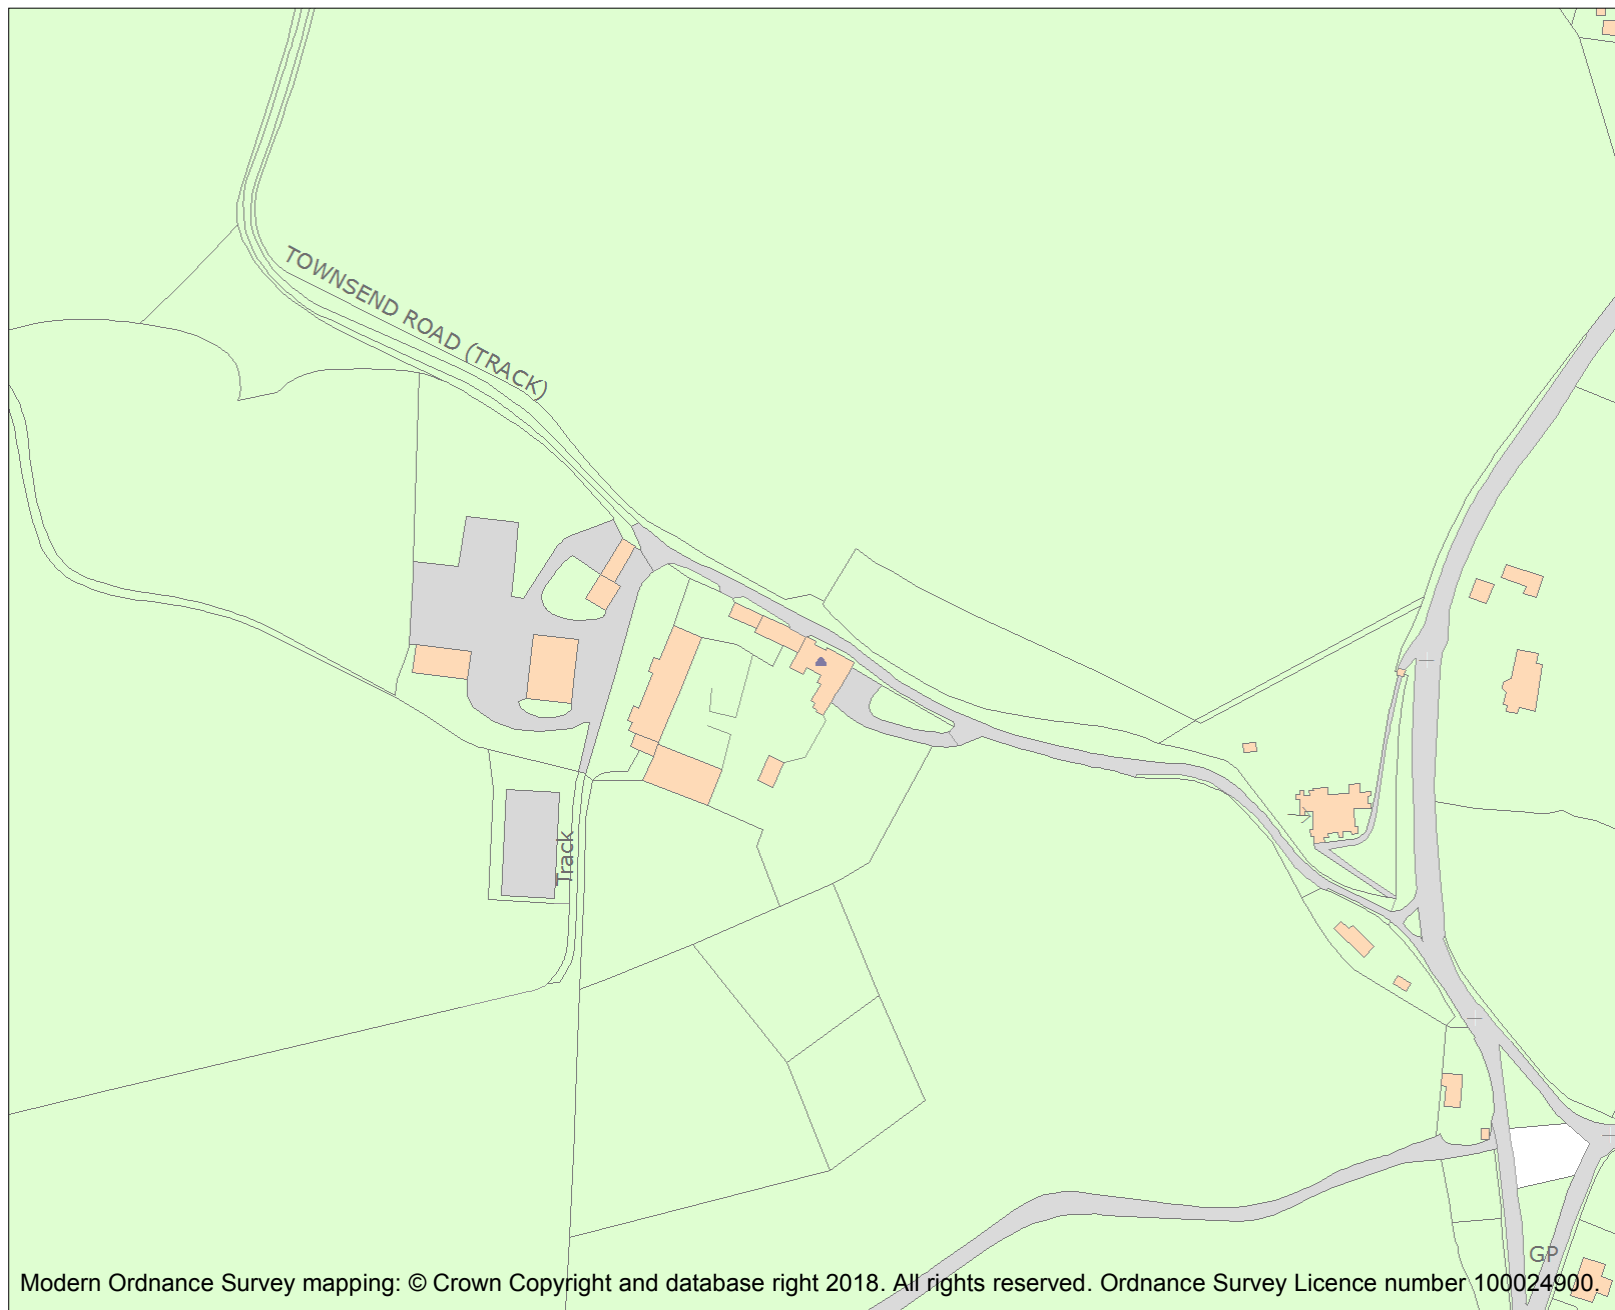 TOWNSEND ROAD (TRACK)
Track
GP
Modern Ordnance Survey mapping: © Crown Copyright and database right 2018. All rights reserved. Ordnance Survey Licence number 100024900.